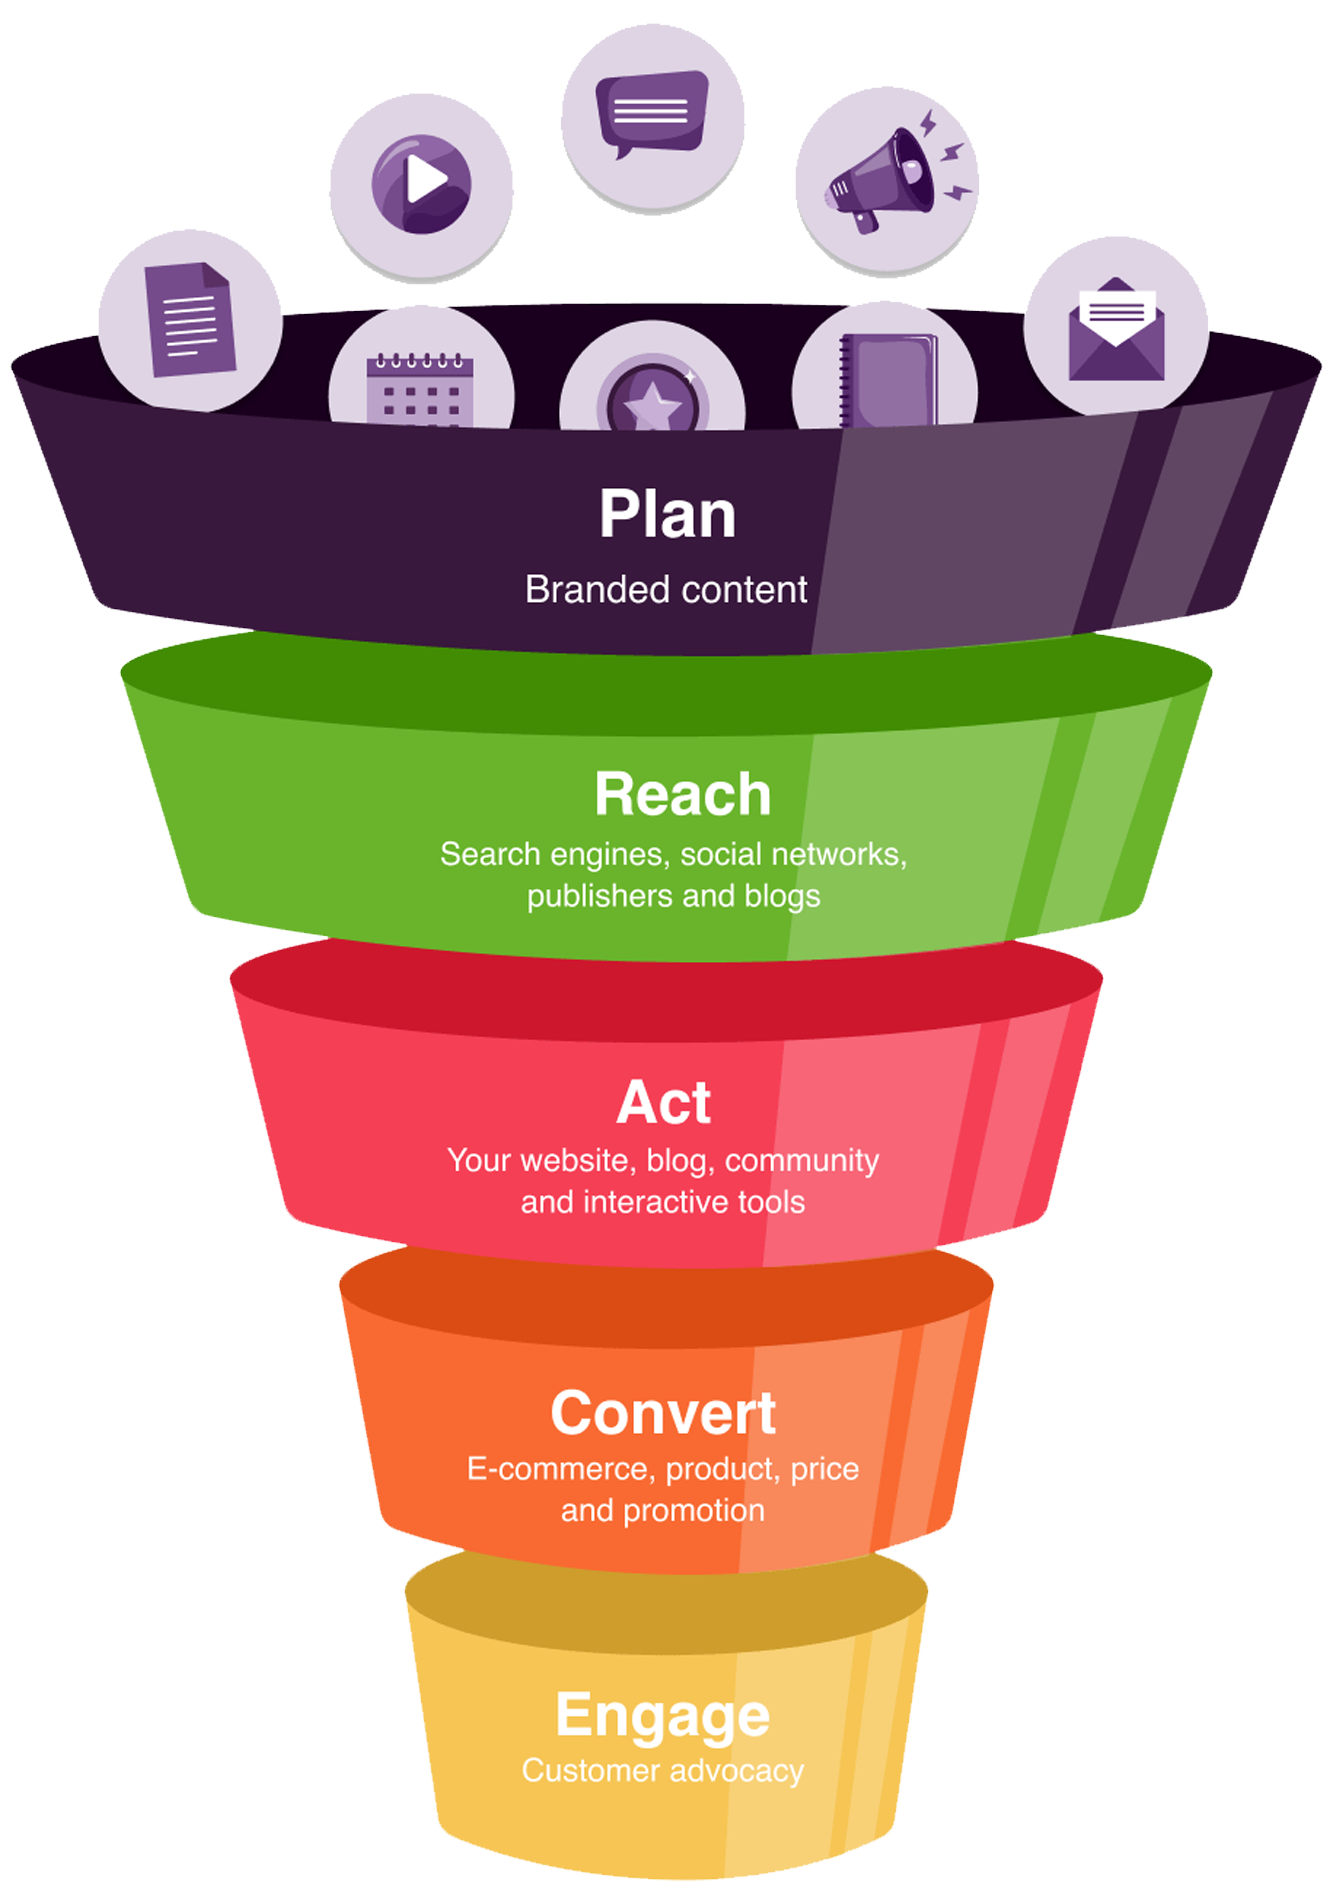 Plan
Branded content
Reach
Search engines, social networks,
publishers and blogs
Act
Your website, blog, community
and interactive tools
Convert
E-commerce, product, price
and promotion
Engage
Customer advocacy